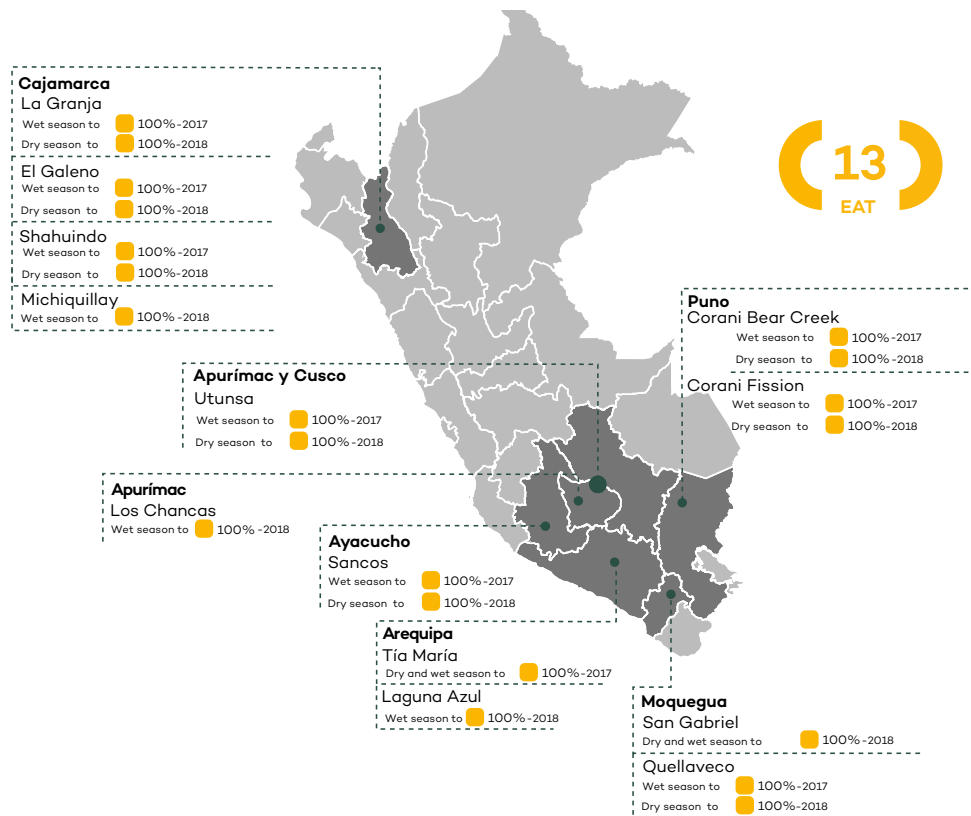 Cajamarca
La Granja
Wet season to 100%-2017
Dry season to 100%-2018
El Galeno
Wet season to 100%-2017
Dry season to 100%-2018
Shahuindo
Wet season to 100%-2017
Dry season to 100%-2018
Michiquillay
Wet season to 100%-2018
13
EAT
Puno
Corani Bear Creek
Wet season to 100%-2017
Dry season to 100%-2018
Corani Fission
Wet season to 100%-2017
Dry season to 100%-2018
Apurímac y Cusco
Utunsa
Wet season to 100%-2017
Dry season to 100%-2018
Apurímac
Los Chancas
Wet season to 100%-2018
Ayacucho
Sancos
Wet season to 100%-2017
Dry season to 100%-2018
Arequipa
Tía María
Dry and wet season to 100%-2017
Laguna Azul
Wet season to 100%-2018
Moquegua
San Gabriel
Dry and wet season to 100%-2018
Quellaveco
Wet season to 100%-2017
Dry season to 100%-2018